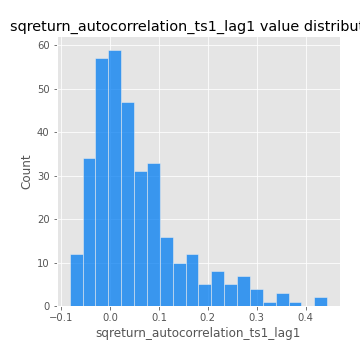 sqreturn_autocorrelation_ts1_lag1 value distribut
60
50
40
30
20
10
0
Count
−0.1 0.0 0.1 0.2 0.3 0.4
sqreturn_autocorrelation_ts1_lag1